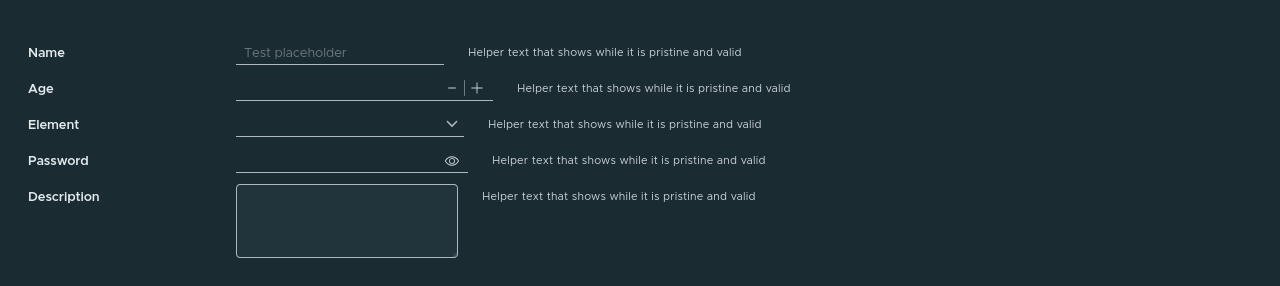 Name Test placeholder Helper text that shows while it is pristine and valid
Age Helper text that shows while it is pristine and valid
Element Helper text that shows while it is pristine and valid
Password Helper text that shows while it is pristine and valid
Description Helper text that shows while it is pristine and valid